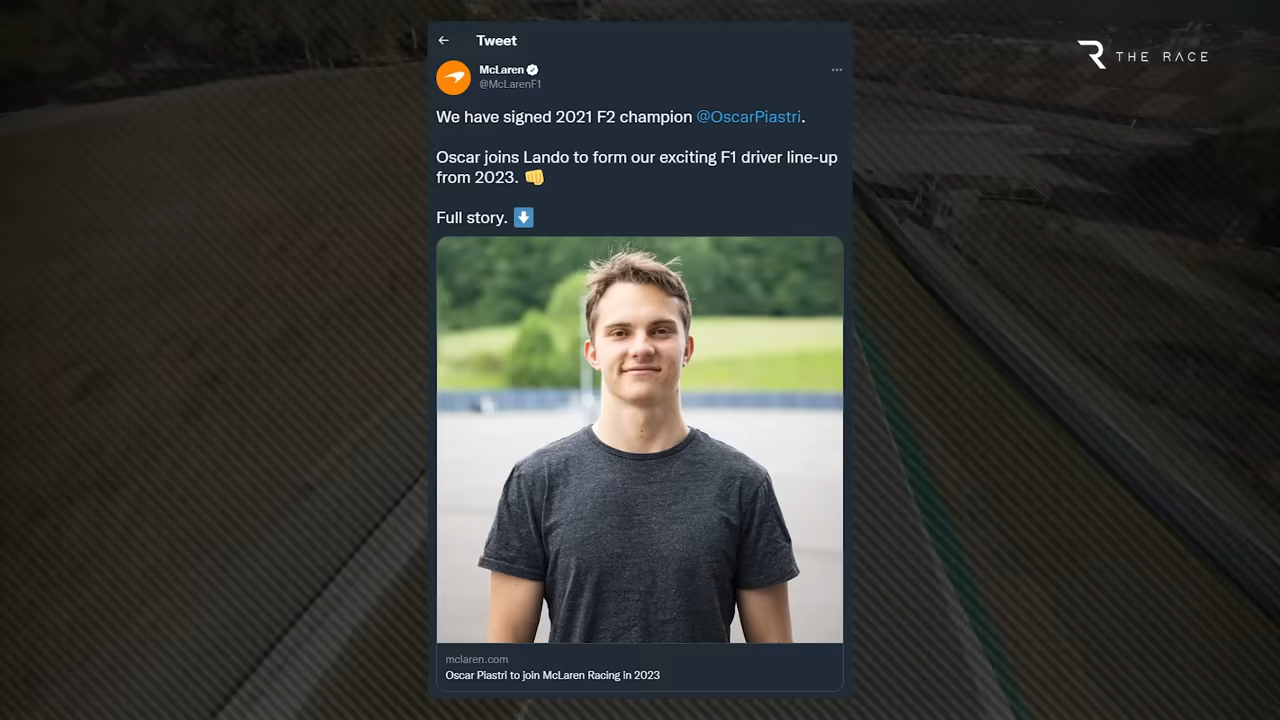 THE RACE
Tweet
McLaren
@McLarenF1
We have signed 2021 F2 champion @OscarPiastri.
Oscar joins Lando to form our exciting F1 driver line-up
from 2023. 👊
Full story. ⬇️
mclaren.com
Oscar Piastri to join McLaren Racing in 2023